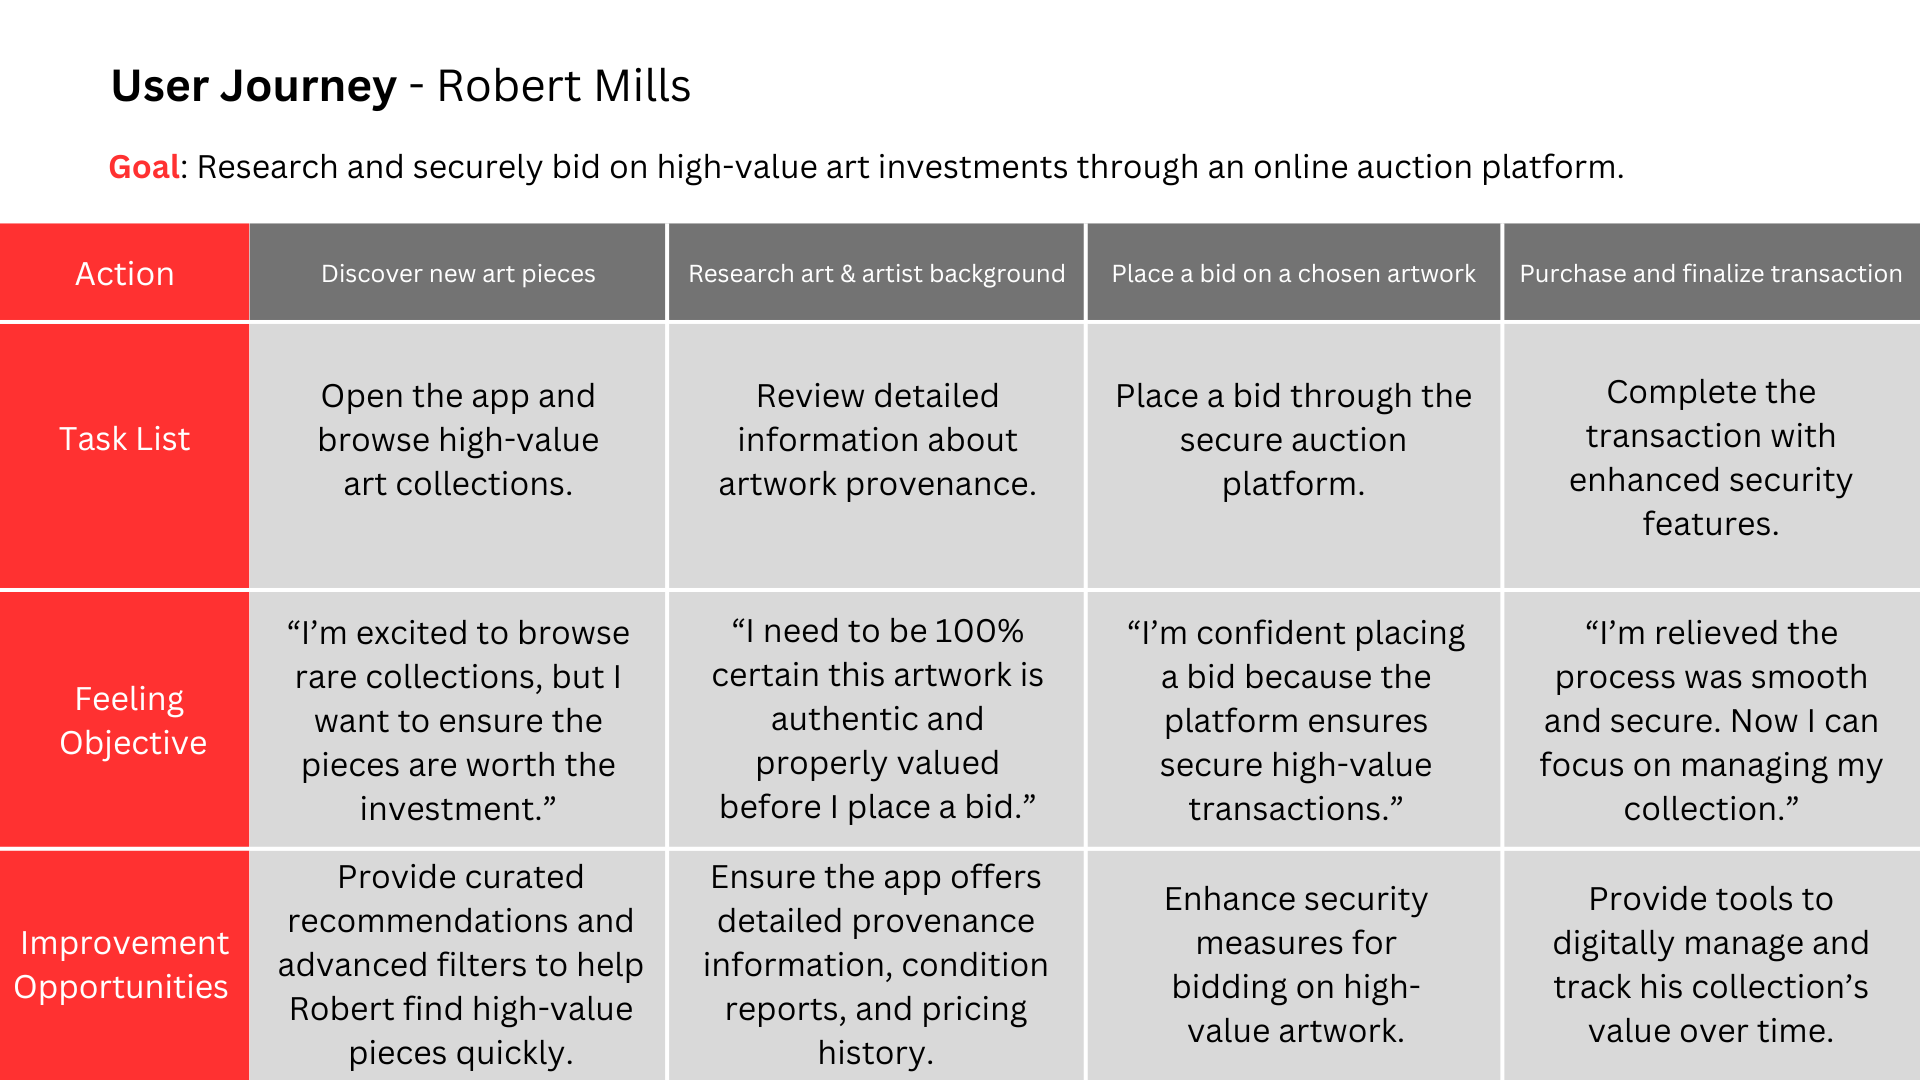 User Journey - Robert Mills
Goal: Research and securely bid on high-value art investments through an online auction platform.
Action
Discover new art pieces
Research art & artist background
Place a bid on a chosen artwork
Purchase and finalize transaction
Task List
Open the app and
browse high-value
art collections.
Review detailed
information about
artwork provenance.
Place a bid through the
secure auction
platform.
Complete the
transaction with
enhanced security
features.
Feeling
Objective
“I’m excited to browse
rare collections, but I
want to ensure the
pieces are worth the
investment.”
“I need to be 100%
certain this artwork is
authentic and
properly valued
before I place a bid.”
“I’m confident placing
a bid because the
platform ensures
secure high-value
transactions.”
“I’m relieved the
process was smooth
and secure. Now I can
focus on managing my
collection.”
Improvement
Opportunities
Provide curated
recommendations and
advanced filters to help
Robert find high-value
pieces quickly.
Ensure the app offers
detailed provenance
information, condition
reports, and pricing
history.
Enhance security
measures for
bidding on high-
value artwork.
Provide tools to
digitally manage and
track his collection’s
value over time.